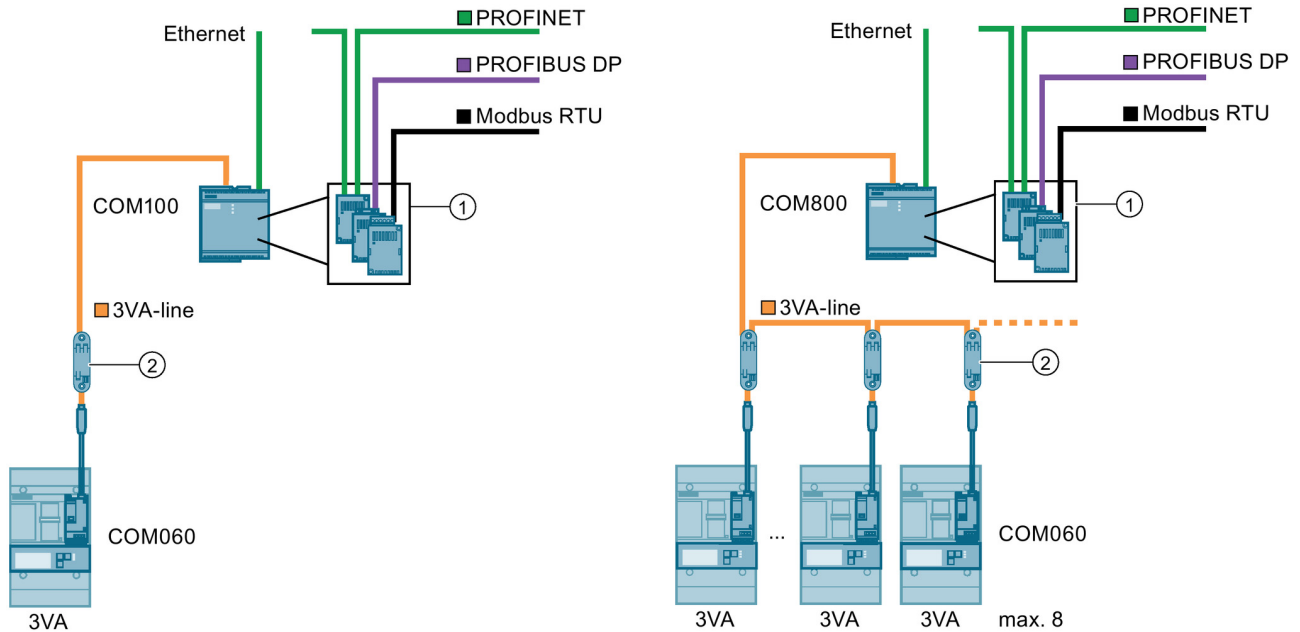 Ethernet
PROFINET
PROFIBUS DP
Modbus RTU
COM100
1
3VA-line
2
COM060
3VA
Ethernet
PROFINET
PROFIBUS DP
Modbus RTU
COM800
1
3VA-line
2
...
COM060
3VA 3VA 3VA max. 8